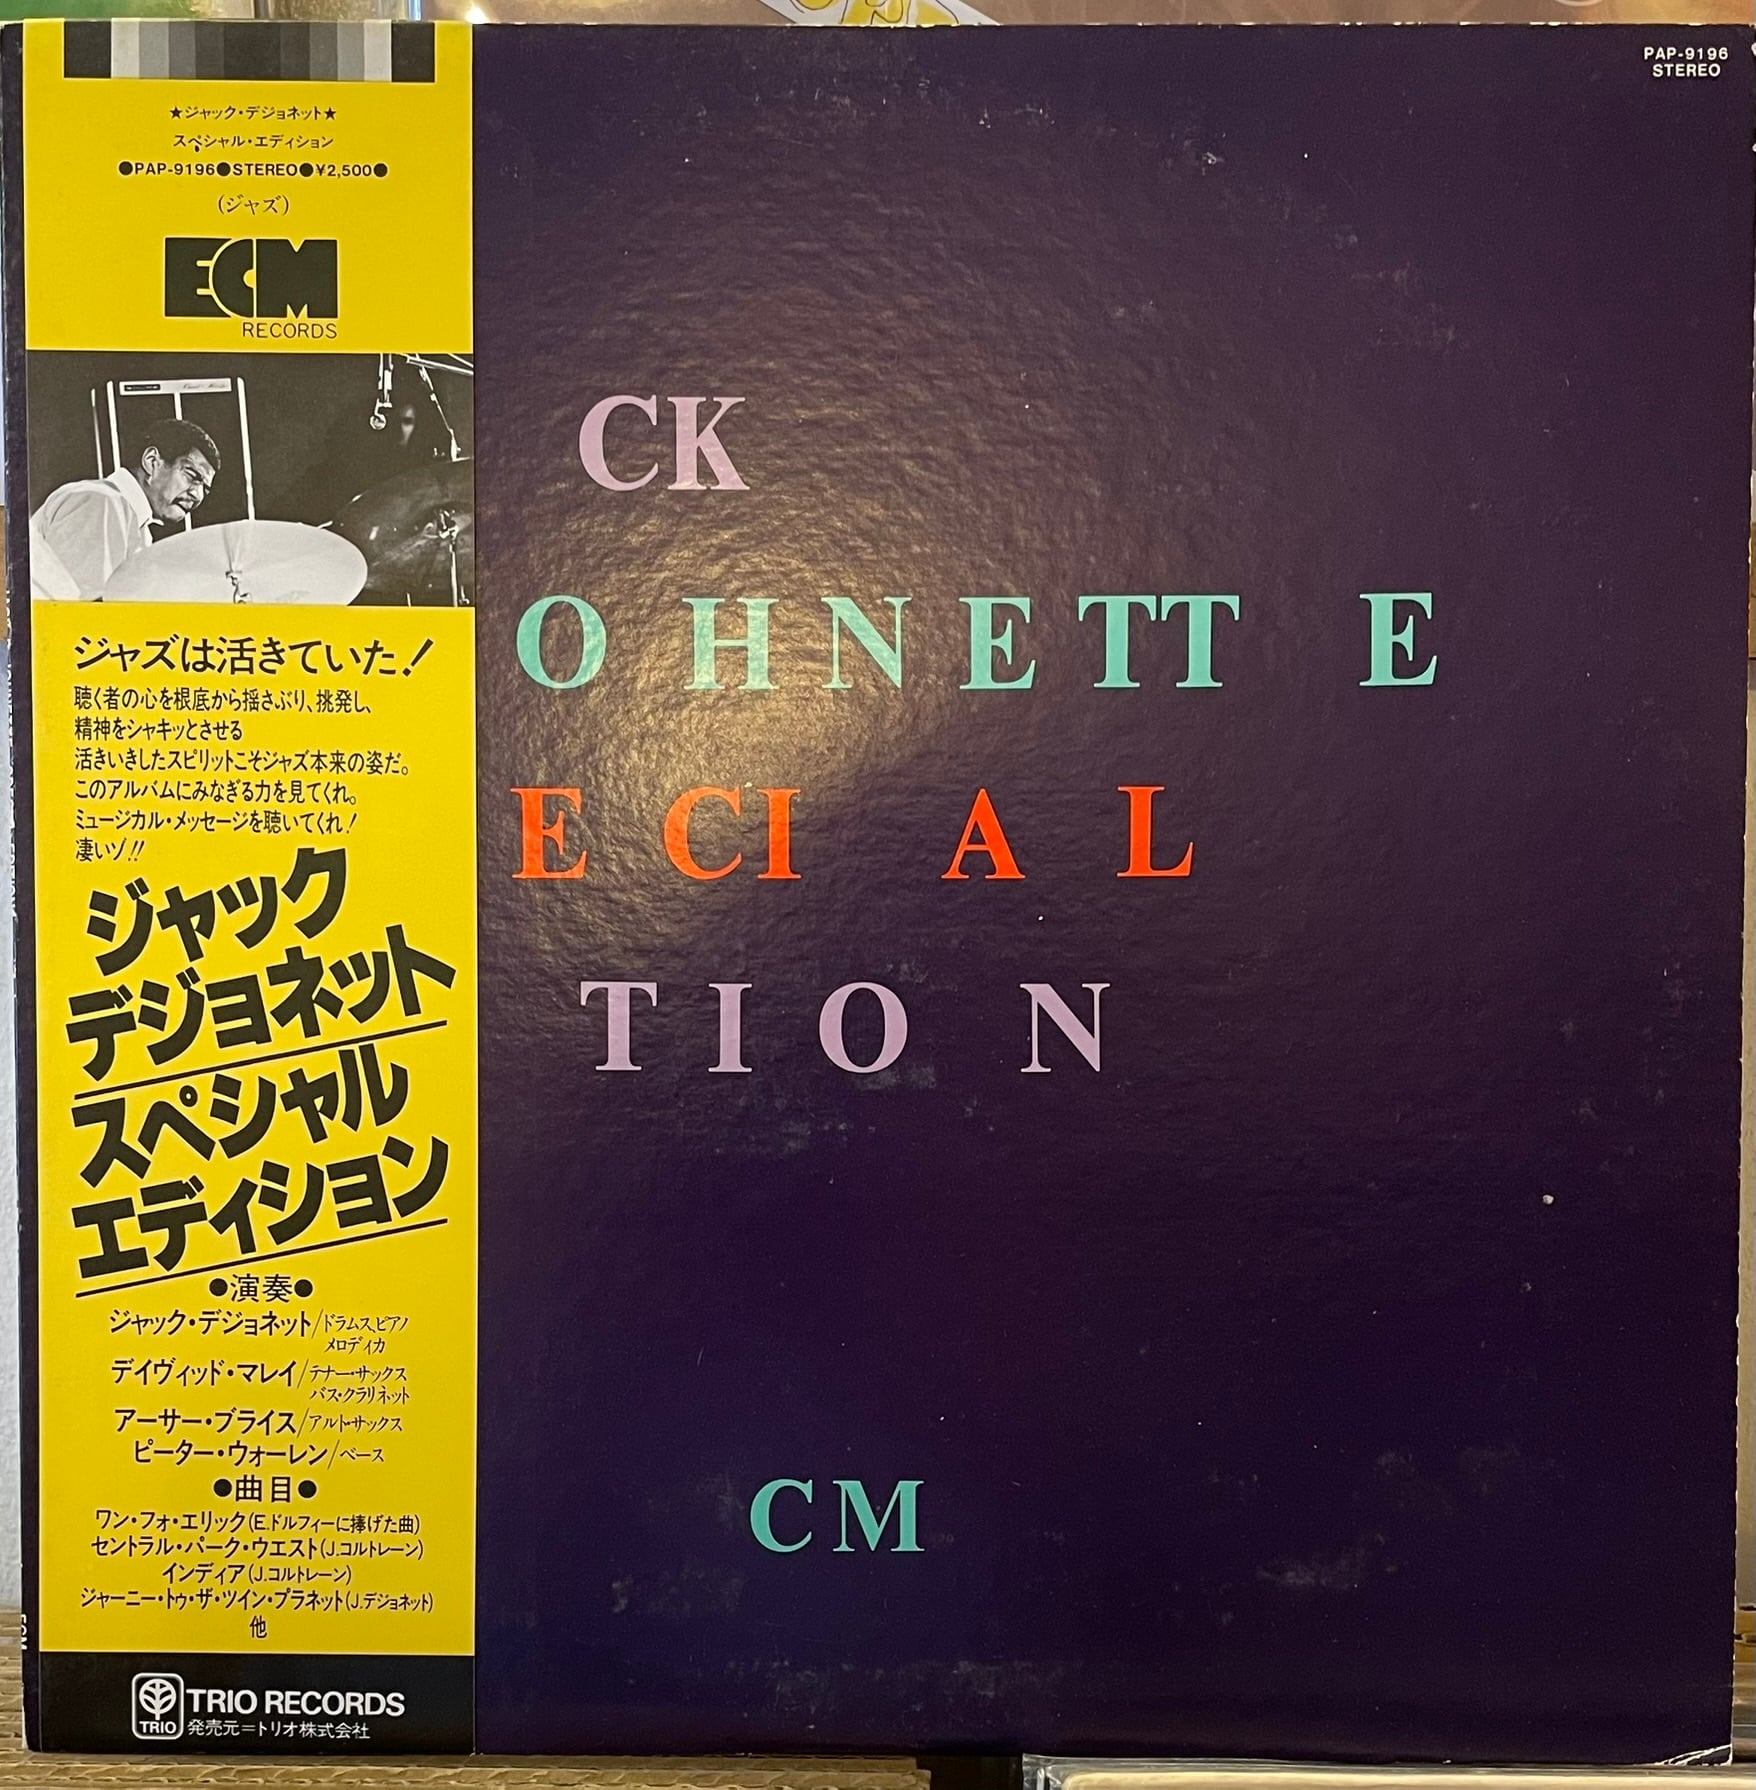 ★ジャック・デジョネット★
スペシャル・エディション
●PAP-9196●STEREO●¥2,500●
(ジャズ)
ECM
RECORDS
ジャズは活きていた!
聴く者の心を根底から揺さぶり、挑発し、
精神をシャキッとさせる
活きいきしたスピリットこそジャズ本来の姿だ。
このアルバムにみなぎる力を見てくれ。
ミュージカル・メッセージを聴いてくれ!
凄いゾ!!
ジャック
デジョネット
スペシャル
エディション
●演奏●
ジャック・デジョネット/ドラムス、ピアノ
メロディカ
デイヴィッド・マレイ/テナー・サックス
バス・クラリネット
アーサー・ブライス/アルト・サックス
ピーター・ウォーレン/ベース
●曲目●
ワン・フォ・エリック(E.ドルフィーに捧げた曲)
セントラル・パーク・ウエスト(J.コルトレーン)
インディア(J.コルトレーン)
ジャーニー・トゥ・ザ・ツイン・プラネット(J.デジョネット)
他
TRIO
TRIO RECORDS
発売元=トリオ株式会社
PAP-9196
STEREO
CK
OHNETTE
ECIAL
TION
CM